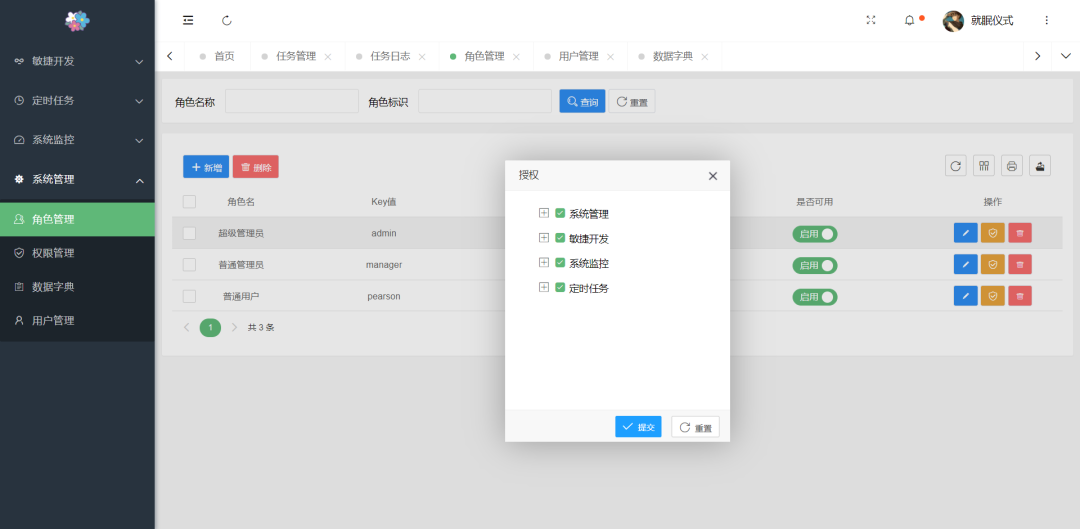 就眠仪式
首页 任务管理 任务日志 角色管理 用户管理 数据字典
敏捷开发
定时任务
系统监控
系统管理
角色管理
权限管理
数据字典
用户管理
角色名称 角色标识 查询 重置
新增 删除
角色名 Key值 是否可用 操作
超级管理员 admin 启用
普通管理员 manager 启用
普通用户 pearson 启用
1 共 3 条
授权
系统管理
敏捷开发
系统监控
定时任务
提交 重置